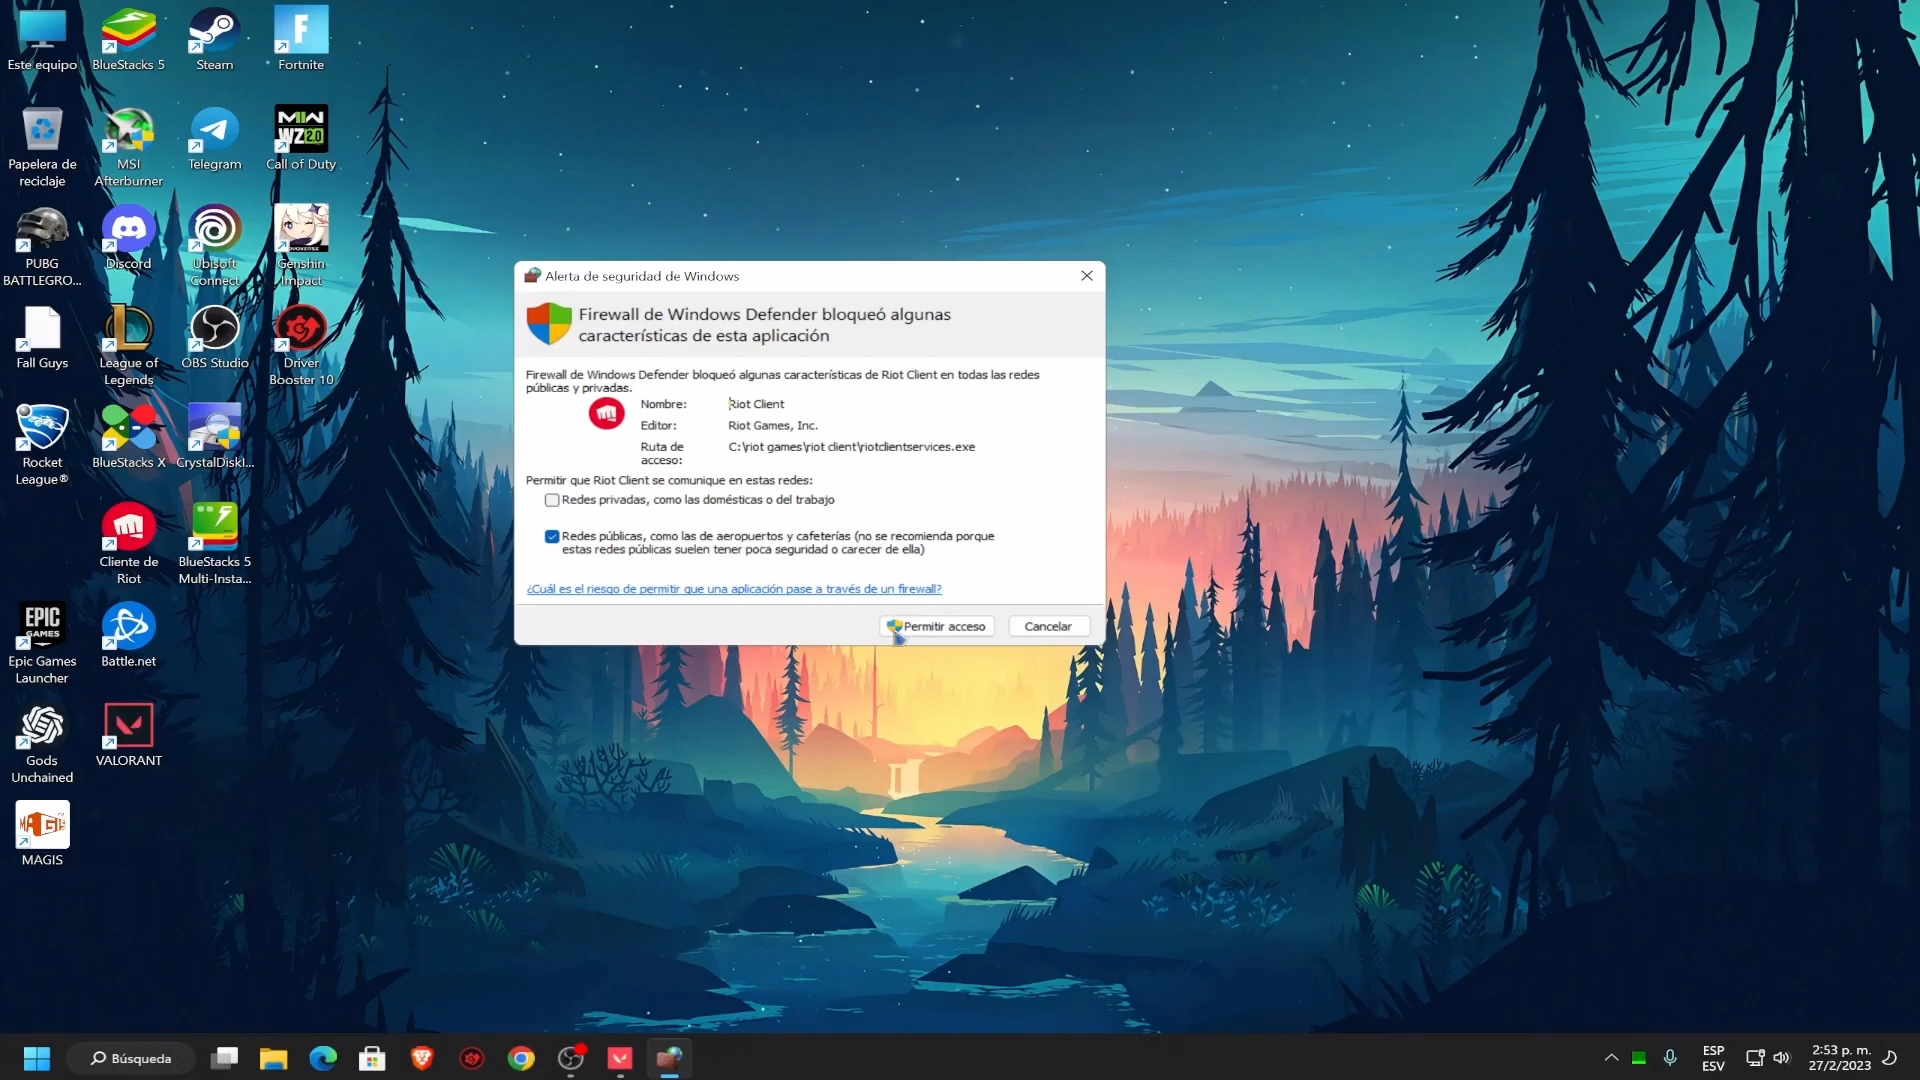 Este equipo
BlueStacks 5
Steam
Fortnite
Papelera de
reciclaje
MSI
Afterburner
Telegram
MW
WZ 2.0
Call of Duty
PUBG
BATTLEGRO...
Discord
Ubisoft
Connect
Genshin
Impact
Fall Guys
League of
Legends
OBS Studio
Driver
Booster 10
Rocket
League®
BlueStacks X
CrystalDiskI...
Cliente de
Riot
BlueStacks 5
Multi-Insta...
EPIC
GAMES
Epic Games
Launcher
Battle.net
Gods
Unchained
VALORANT
MAGIS
MAGIS
Alerta de seguridad de Windows
Firewall de Windows Defender bloqueó algunas
características de esta aplicación
Firewall de Windows Defender bloqueó algunas características de Riot Client en todas las redes
públicas y privadas.
Nombre: Riot Client
Editor: Riot Games, Inc.
Ruta de C:\riot games\riot client\riotclientservices.exe
acceso:
Permitir que Riot Client se comunique en estas redes:
Redes privadas, como las domésticas o del trabajo
Redes públicas, como las de aeropuertos y cafeterías (no se recomienda porque
estas redes públicas suelen tener poca seguridad o carecer de ella)
¿Cuál es el riesgo de permitir que una aplicación pase a través de un firewall?
Permitir acceso
Cancelar
Búsqueda
ESP
ESV
2:53 p. m.
27/2/2023